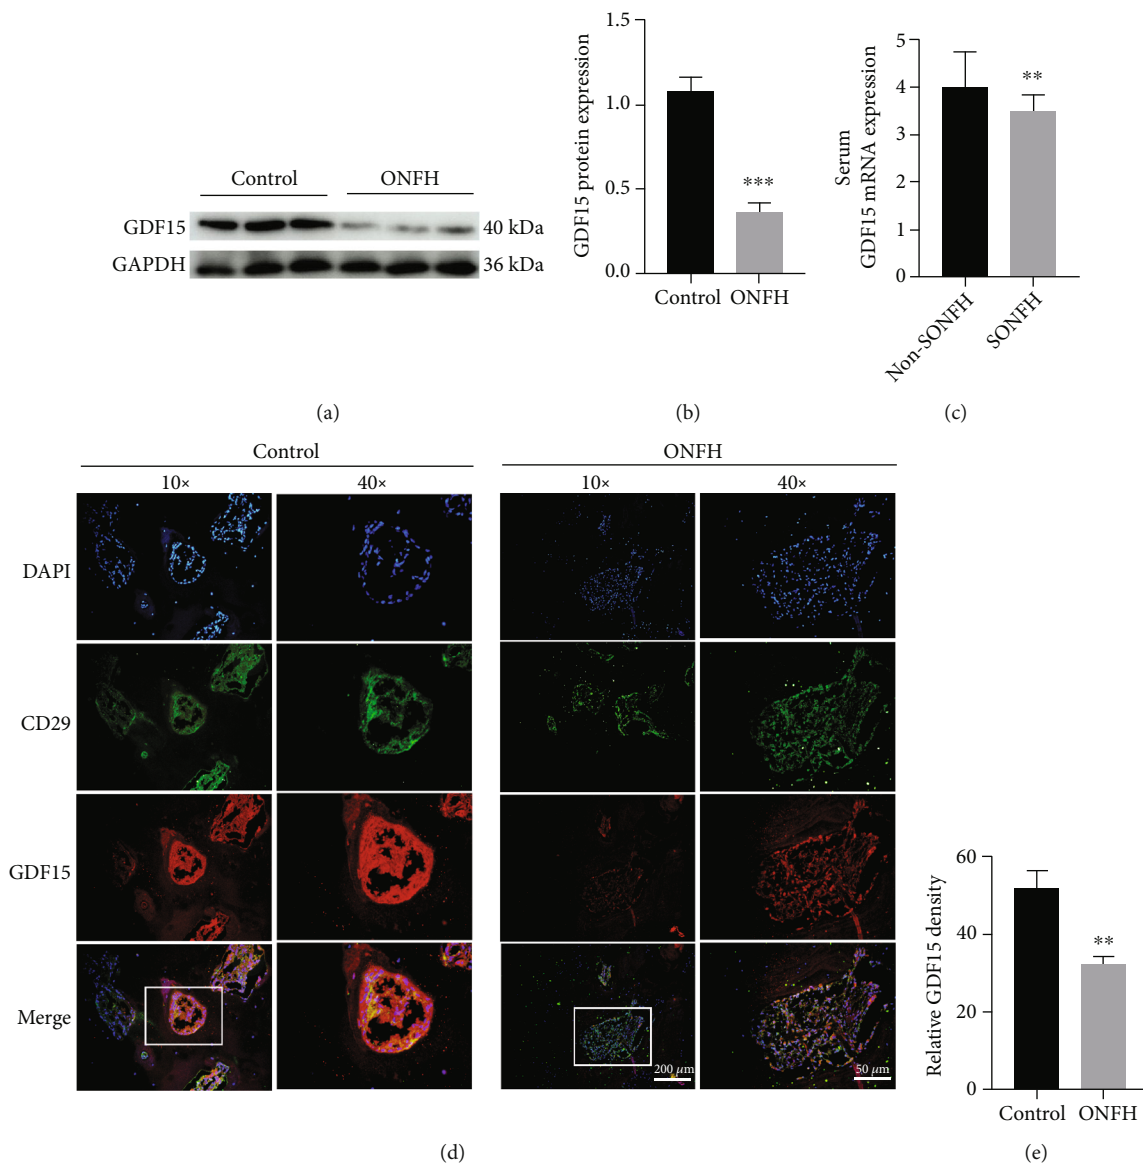 Control ONFH
GDF15 40 kDa
GAPDH 36 kDa
(a)
GDF15 protein expression
1.5
1.0
0.5
0.0
***
Control ONFH
(b)
Serum
GDF15 mRNA expression
5
4
3
2
1
0
**
Non-SONFH SONFH
(c)
Control ONFH
10× 40× 10× 40×
DAPI
CD29
GDF15
Merge
200 μm 50 μm
(d)
Relative GDF15 density
60
40
20
0
**
Control ONFH
(e)